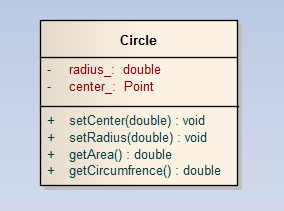 Circle
- radius_: double
- center_: Point
+ setCenter(double) : void
+ setRadius(double) : void
+ getArea() : double
+ getCircumfrence() : double